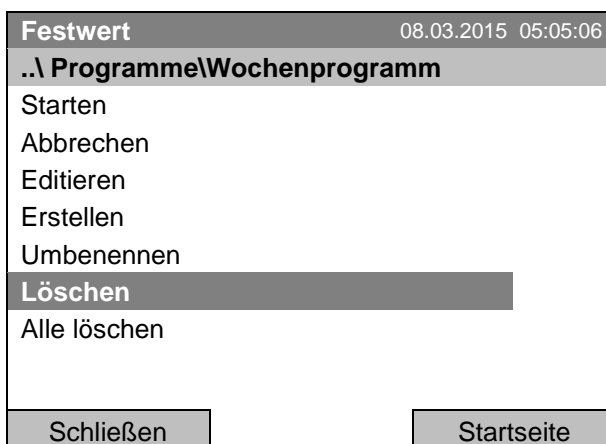 Festwert 08.03.2015 05:05:06
..\ Programme\Wochenprogramm
Starten
Abbrechen
Editieren
Erstellen
Umbenennen
Löschen
Alle löschen
Schließen Startseite